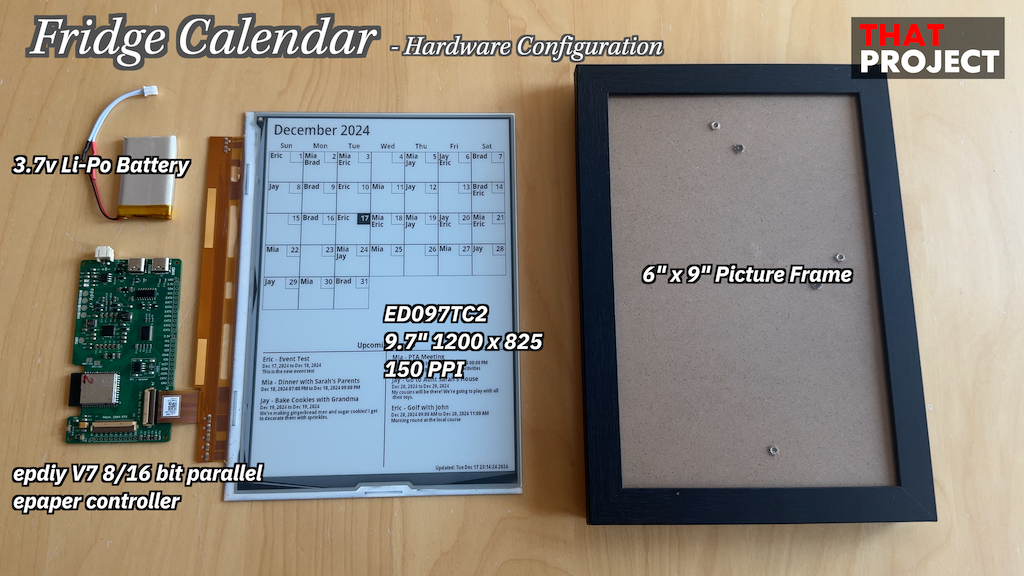 Fridge Calendar - Hardware Configuration
THAT
PROJECT
3.7v Li-Po Battery
December 2024
Sun Mon Tue Wed Thu Fri Sat
Eric 1 Mia 2 Mia 3 4 Mia 5 Jay 6 Brad 7
Brad Eric Jay Eric
Jay 8 Brad 9 Eric 10 Mia 11 Jay 12 13 Mia 14
Brad
Eric
15 Brad 16 Eric 17 Mia 18 Mia 19 Jay 20 Mia 21
Eric Jay Eric Eric
Mia 22 23 Mia 24 Mia 25 26 Mia 27 Jay 28
Jay
Jay 29 Mia 30 Brad 31
6" x 9" Picture Frame
ED097TC2
9.7" 1200 x 825
150 PPI
Eric - Event Test
Dec 17, 2024 to Dec 18, 2024
This is the new event test
Mia - Dinner with Sarah's Parents
Dec 18, 2024 07:00 PM to Dec 18, 2024 09:00 PM
Jay - Bake Cookies with Grandma
Dec 19, 2024 to Dec 19, 2024
We're making gingerbread men and sugar cookies! I get
to decorate them with sprinkles.
Mia - PTA Meeting
Jay - Go to Aunt Sarah's House
Dec 20, 2024 to Dec 20, 2024
My cousins will be there! We're going to play with all
their toys.
Eric - Golf with John
Dec 20, 2024 09:00 AM to Dec 20, 2024 11:00 AM
Morning round at the local course
Updated: Tue Dec 17 23:14:24 2024
epdiy V7 8/16 bit parallel
epaper controller